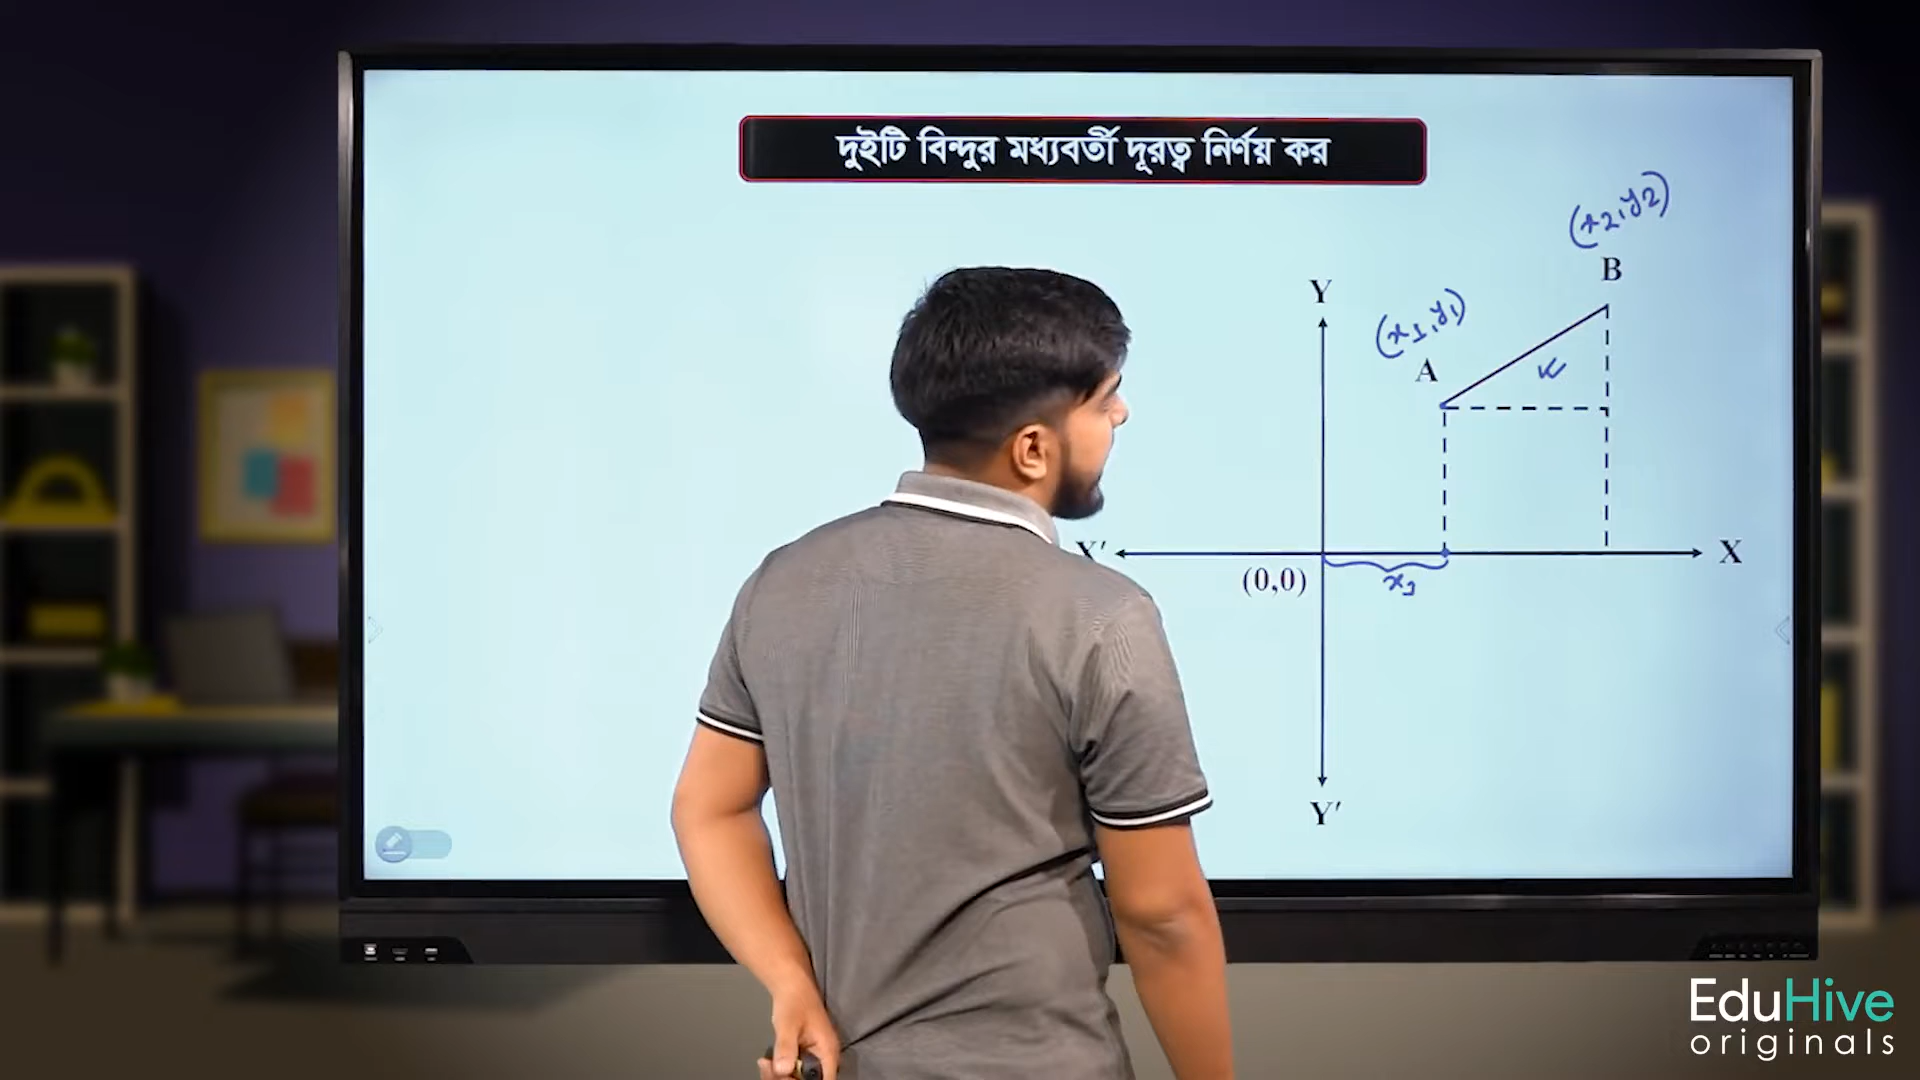 দুইটি বিন্দুর মধ্যবর্তী দূরত্ব নির্ণয় কর
(x2,y2)
B
Y
(x1,y1)
A
X′
X
(0,0)
x1
Y′
EduHive
originals